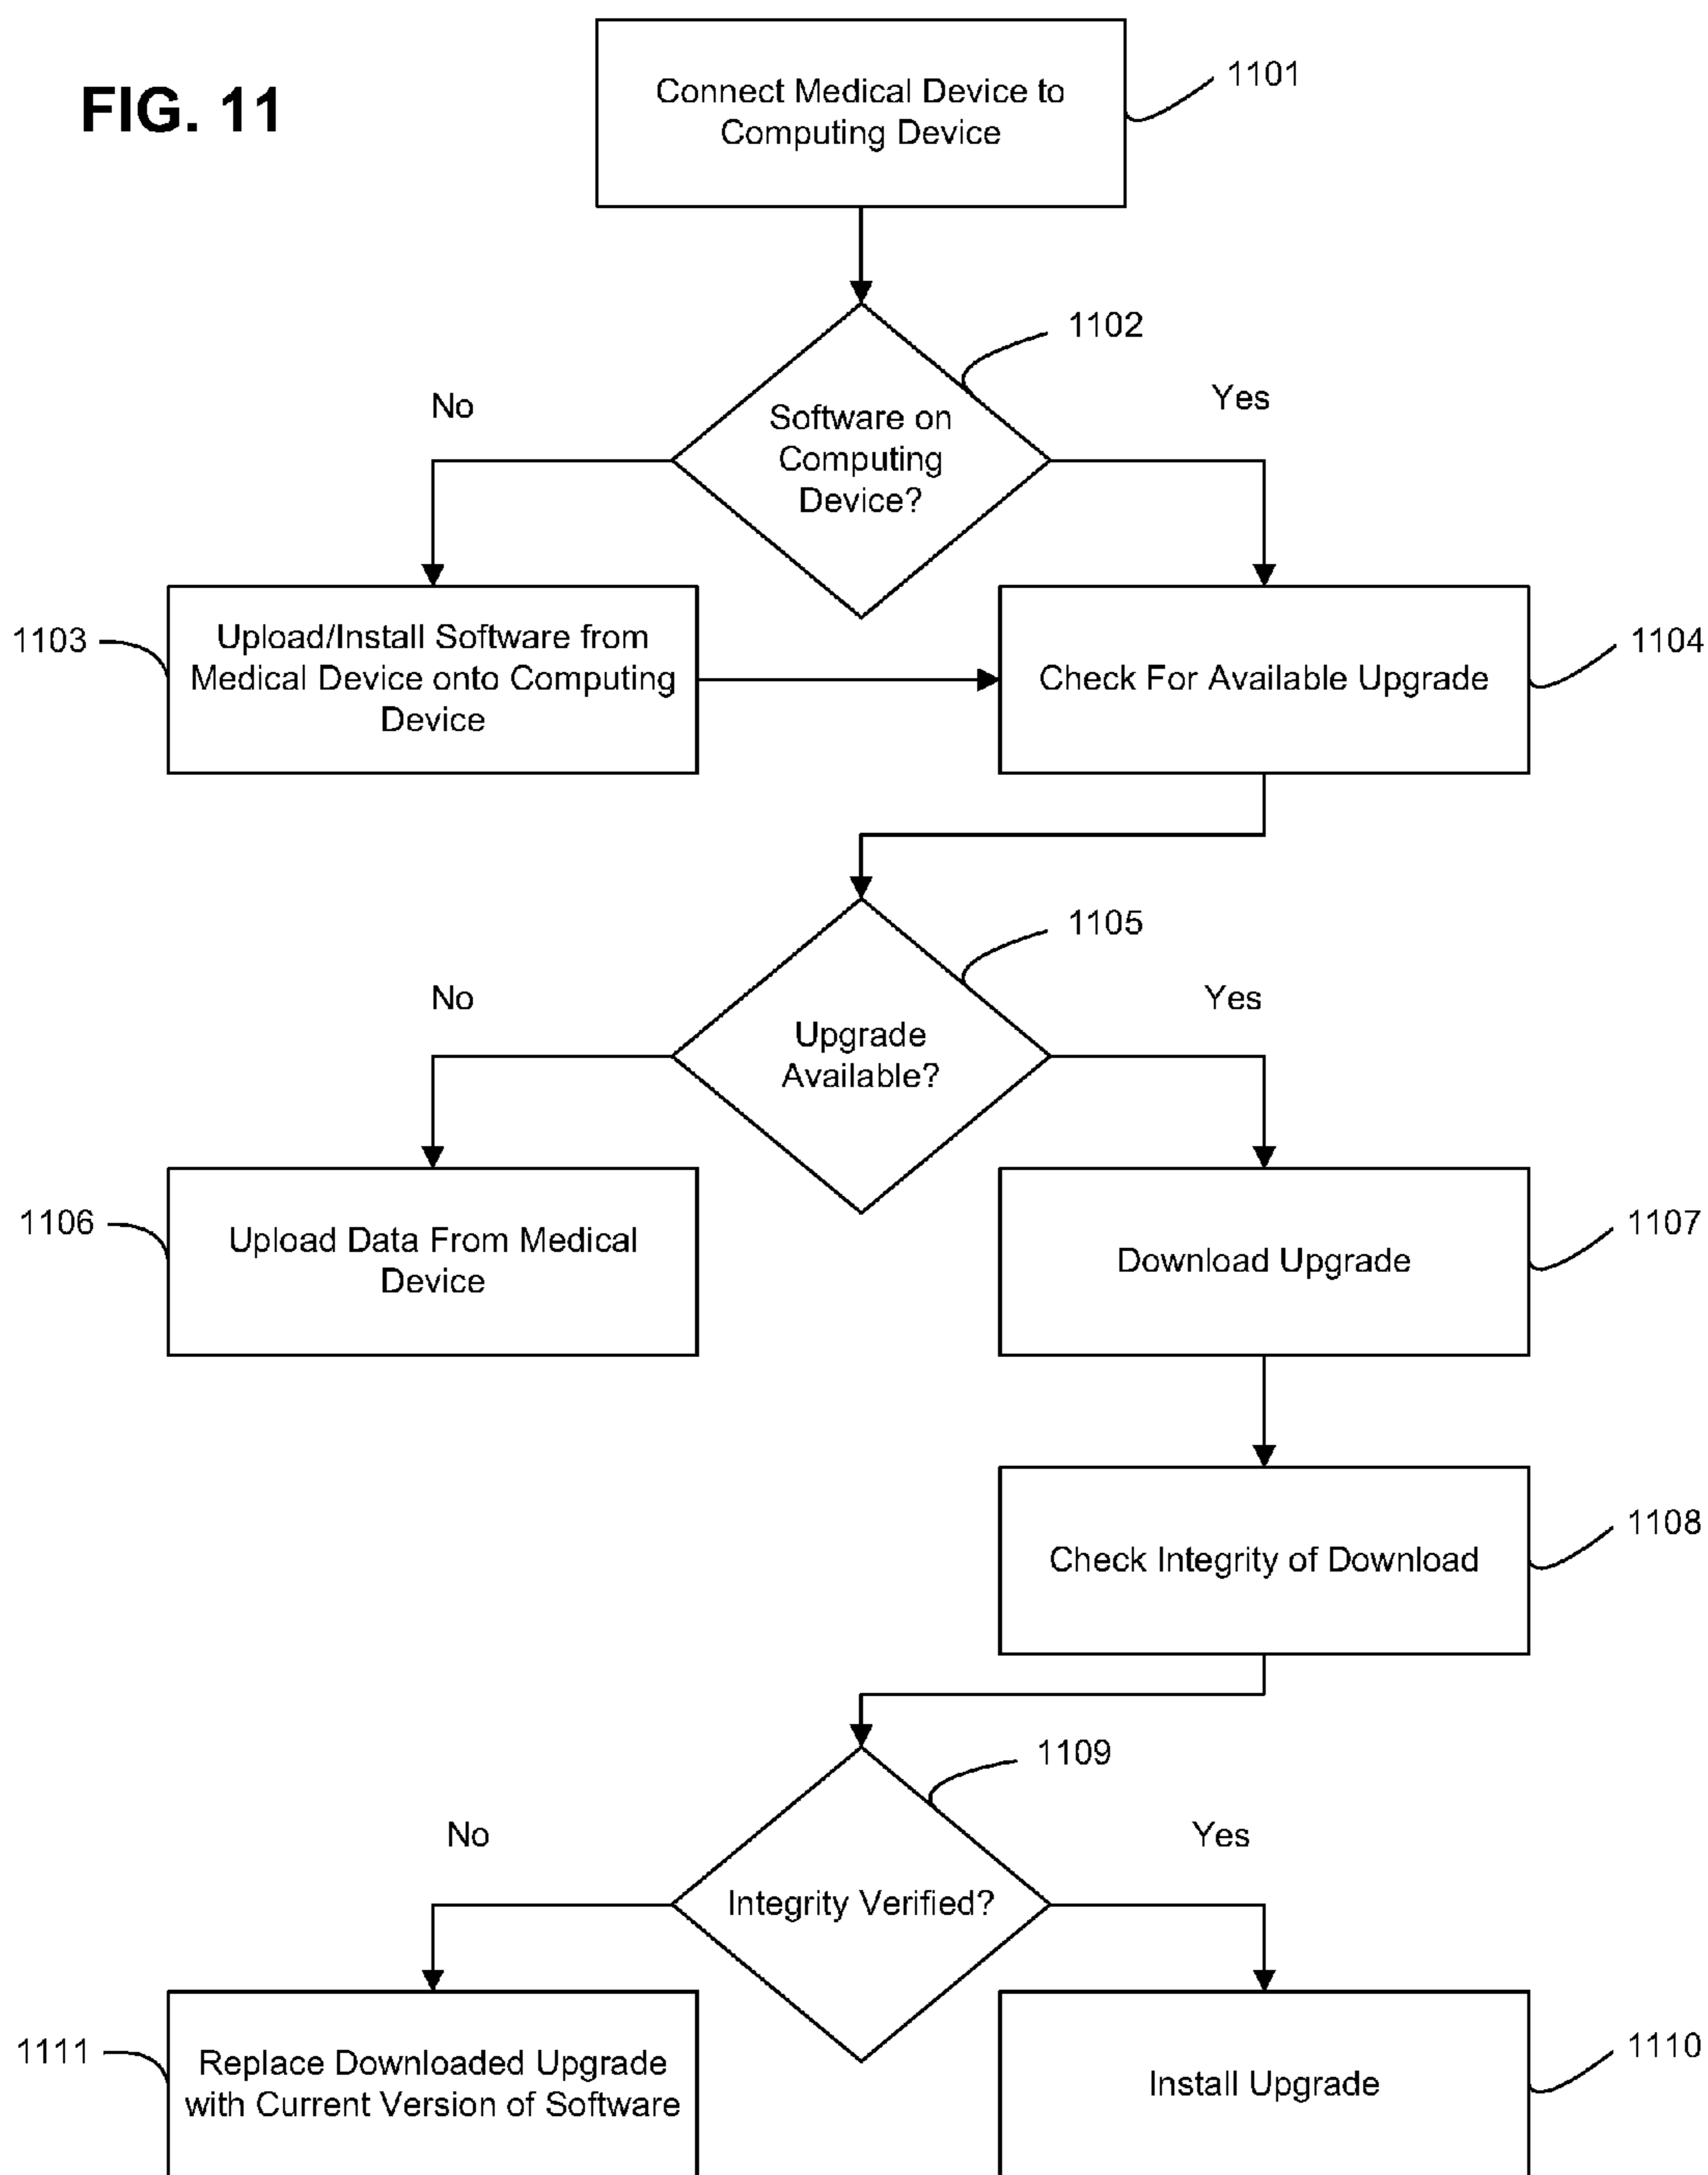 FIG. 11
Connect Medical Device to
Computing Device
1101
1102
No
Yes
Software on
Computing
Device?
1103
Upload/Install Software from
Medical Device onto Computing
Device
Check For Available Upgrade
1104
1105
No
Yes
Upgrade
Available?
1106
Upload Data From Medical
Device
Download Upgrade
1107
Check Integrity of Download
1108
1109
No
Yes
Integrity Verified?
1111
Replace Downloaded Upgrade
with Current Version of Software
Install Upgrade
1110